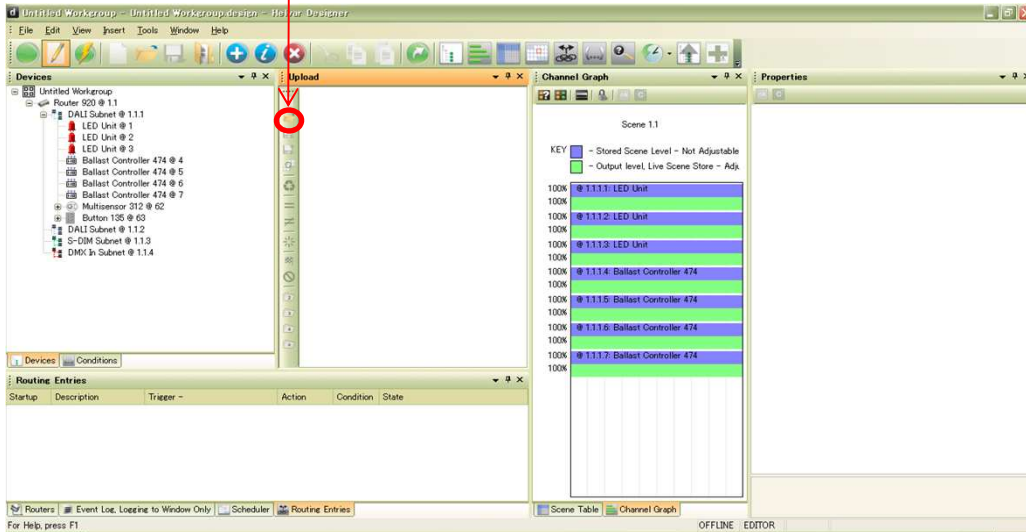 Untitled Workgroup - Untitled Workgroup.design - Helvar Designer
File Edit View Insert Tools Window Help
Devices
Untitled Workgroup
Router 920 @ 1.1
DALI Subnet @ 1.1.1
LED Unit @ 1
LED Unit @ 2
LED Unit @ 3
Ballast Controller 474 @ 4
Ballast Controller 474 @ 5
Ballast Controller 474 @ 6
Ballast Controller 474 @ 7
Multisensor 312 @ 62
Button 135 @ 63
DALI Subnet @ 1.1.2
S-DIM Subnet @ 1.1.3
DMX In Subnet @ 1.1.4
Devices Conditions
Upload
Channel Graph
Scene 1.1
KEY - Stored Scene Level - Not Adjustable
- Output level, Live Scene Store - Adju
100% @ 1.1.1.1: LED Unit
100%
100% @ 1.1.1.2: LED Unit
100%
100% @ 1.1.1.3: LED Unit
100%
100% @ 1.1.1.4: Ballast Controller 474
100%
100% @ 1.1.1.5: Ballast Controller 474
100%
100% @ 1.1.1.6: Ballast Controller 474
100%
100% @ 1.1.1.7: Ballast Controller 474
100%
Properties
Routing Entries
Startup Description Trigger Action Condition State
Routers Event Log, Logging to Window Only Scheduler Routing Entries
Scene Table Channel Graph
For Help, press F1
OFFLINE EDITOR